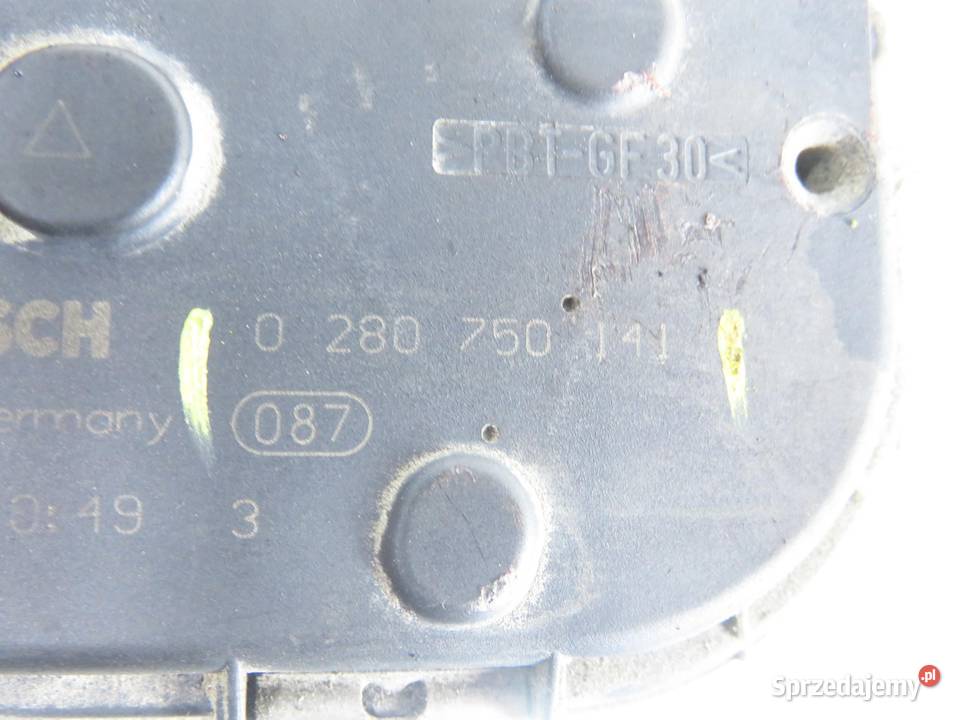 >PBT-GF30<
SCH 0 280 750 141
ermany 087
0:49 3
Sprzedajemy.pl